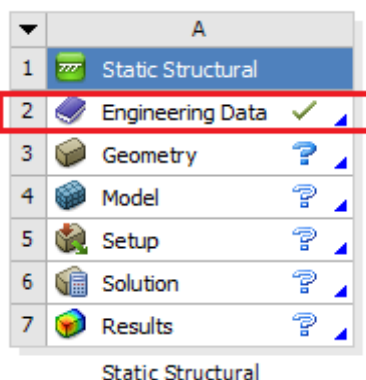 A
1 Static Structural
2 Engineering Data
3 Geometry
4 Model
5 Setup
6 Solution
7 Results
Static Structural